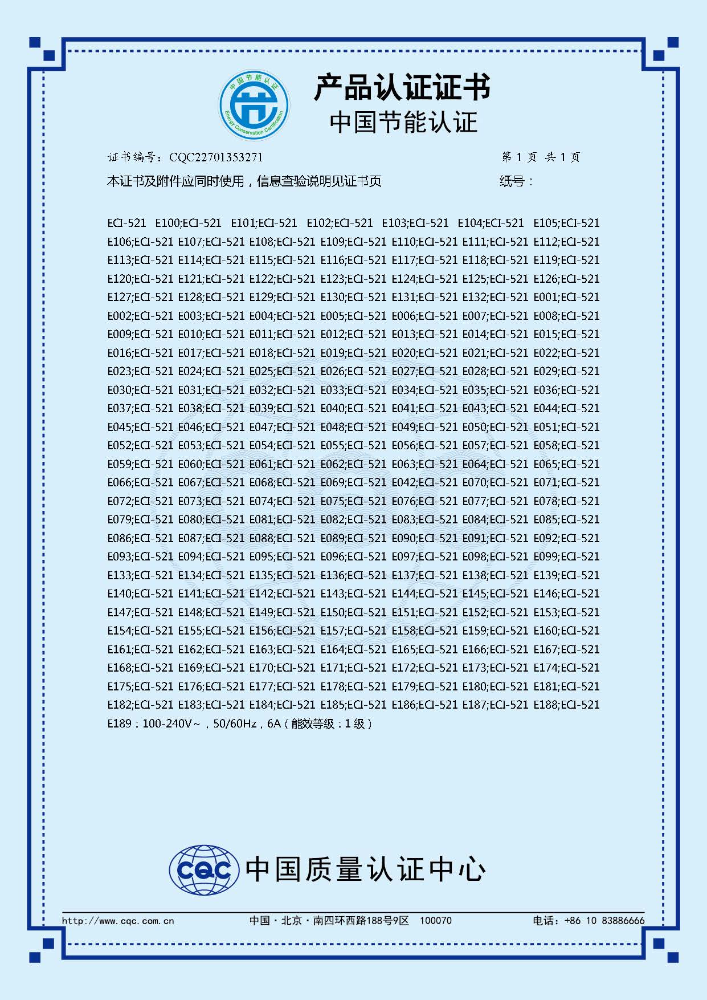 中国节能认证
Energy Conservation Certification
产品认证证书
中国节能认证
证书编号：CQC22701353271 第 1 页 共 1 页
本证书及附件应同时使用，信息查验说明见证书页 纸号：
ECI-521 E100;ECI-521 E101;ECI-521 E102;ECI-521 E103;ECI-521 E104;ECI-521 E105;ECI-521
E106;ECI-521 E107;ECI-521 E108;ECI-521 E109;ECI-521 E110;ECI-521 E111;ECI-521 E112;ECI-521
E113;ECI-521 E114;ECI-521 E115;ECI-521 E116;ECI-521 E117;ECI-521 E118;ECI-521 E119;ECI-521
E120;ECI-521 E121;ECI-521 E122;ECI-521 E123;ECI-521 E124;ECI-521 E125;ECI-521 E126;ECI-521
E127;ECI-521 E128;ECI-521 E129;ECI-521 E130;ECI-521 E131;ECI-521 E132;ECI-521 E001;ECI-521
E002;ECI-521 E003;ECI-521 E004;ECI-521 E005;ECI-521 E006;ECI-521 E007;ECI-521 E008;ECI-521
E009;ECI-521 E010;ECI-521 E011;ECI-521 E012;ECI-521 E013;ECI-521 E014;ECI-521 E015;ECI-521
E016;ECI-521 E017;ECI-521 E018;ECI-521 E019;ECI-521 E020;ECI-521 E021;ECI-521 E022;ECI-521
E023;ECI-521 E024;ECI-521 E025;ECI-521 E026;ECI-521 E027;ECI-521 E028;ECI-521 E029;ECI-521
E030;ECI-521 E031;ECI-521 E032;ECI-521 E033;ECI-521 E034;ECI-521 E035;ECI-521 E036;ECI-521
E037;ECI-521 E038;ECI-521 E039;ECI-521 E040;ECI-521 E041;ECI-521 E043;ECI-521 E044;ECI-521
E045;ECI-521 E046;ECI-521 E047;ECI-521 E048;ECI-521 E049;ECI-521 E050;ECI-521 E051;ECI-521
E052;ECI-521 E053;ECI-521 E054;ECI-521 E055;ECI-521 E056;ECI-521 E057;ECI-521 E058;ECI-521
E059;ECI-521 E060;ECI-521 E061;ECI-521 E062;ECI-521 E063;ECI-521 E064;ECI-521 E065;ECI-521
E066;ECI-521 E067;ECI-521 E068;ECI-521 E069;ECI-521 E042;ECI-521 E070;ECI-521 E071;ECI-521
E072;ECI-521 E073;ECI-521 E074;ECI-521 E075;ECI-521 E076;ECI-521 E077;ECI-521 E078;ECI-521
E079;ECI-521 E080;ECI-521 E081;ECI-521 E082;ECI-521 E083;ECI-521 E084;ECI-521 E085;ECI-521
E086;ECI-521 E087;ECI-521 E088;ECI-521 E089;ECI-521 E090;ECI-521 E091;ECI-521 E092;ECI-521
E093;ECI-521 E094;ECI-521 E095;ECI-521 E096;ECI-521 E097;ECI-521 E098;ECI-521 E099;ECI-521
E133;ECI-521 E134;ECI-521 E135;ECI-521 E136;ECI-521 E137;ECI-521 E138;ECI-521 E139;ECI-521
E140;ECI-521 E141;ECI-521 E142;ECI-521 E143;ECI-521 E144;ECI-521 E145;ECI-521 E146;ECI-521
E147;ECI-521 E148;ECI-521 E149;ECI-521 E150;ECI-521 E151;ECI-521 E152;ECI-521 E153;ECI-521
E154;ECI-521 E155;ECI-521 E156;ECI-521 E157;ECI-521 E158;ECI-521 E159;ECI-521 E160;ECI-521
E161;ECI-521 E162;ECI-521 E163;ECI-521 E164;ECI-521 E165;ECI-521 E166;ECI-521 E167;ECI-521
E168;ECI-521 E169;ECI-521 E170;ECI-521 E171;ECI-521 E172;ECI-521 E173;ECI-521 E174;ECI-521
E175;ECI-521 E176;ECI-521 E177;ECI-521 E178;ECI-521 E179;ECI-521 E180;ECI-521 E181;ECI-521
E182;ECI-521 E183;ECI-521 E184;ECI-521 E185;ECI-521 E186;ECI-521 E187;ECI-521 E188;ECI-521
E189：100-240V～，50/60Hz，6A（能效等级：1 级）
CQC 中国质量认证中心
http://www.cqc.com.cn 中国·北京·南四环西路188号9区 100070 电话：+86 10 83886666